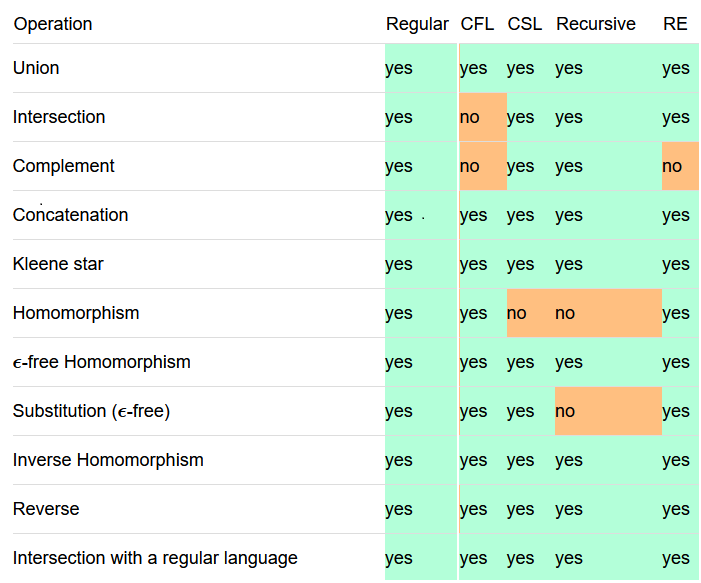 Operation Regular CFL CSL Recursive RE
Union yes yes yes yes yes
Intersection yes no yes yes yes
Complement yes no yes yes no
Concatenation yes yes yes yes yes
Kleene star yes yes yes yes yes
Homomorphism yes yes no no yes
ϵ-free Homomorphism yes yes yes yes yes
Substitution (ϵ-free) yes yes yes no yes
Inverse Homomorphism yes yes yes yes yes
Reverse yes yes yes yes yes
Intersection with a regular language yes yes yes yes yes